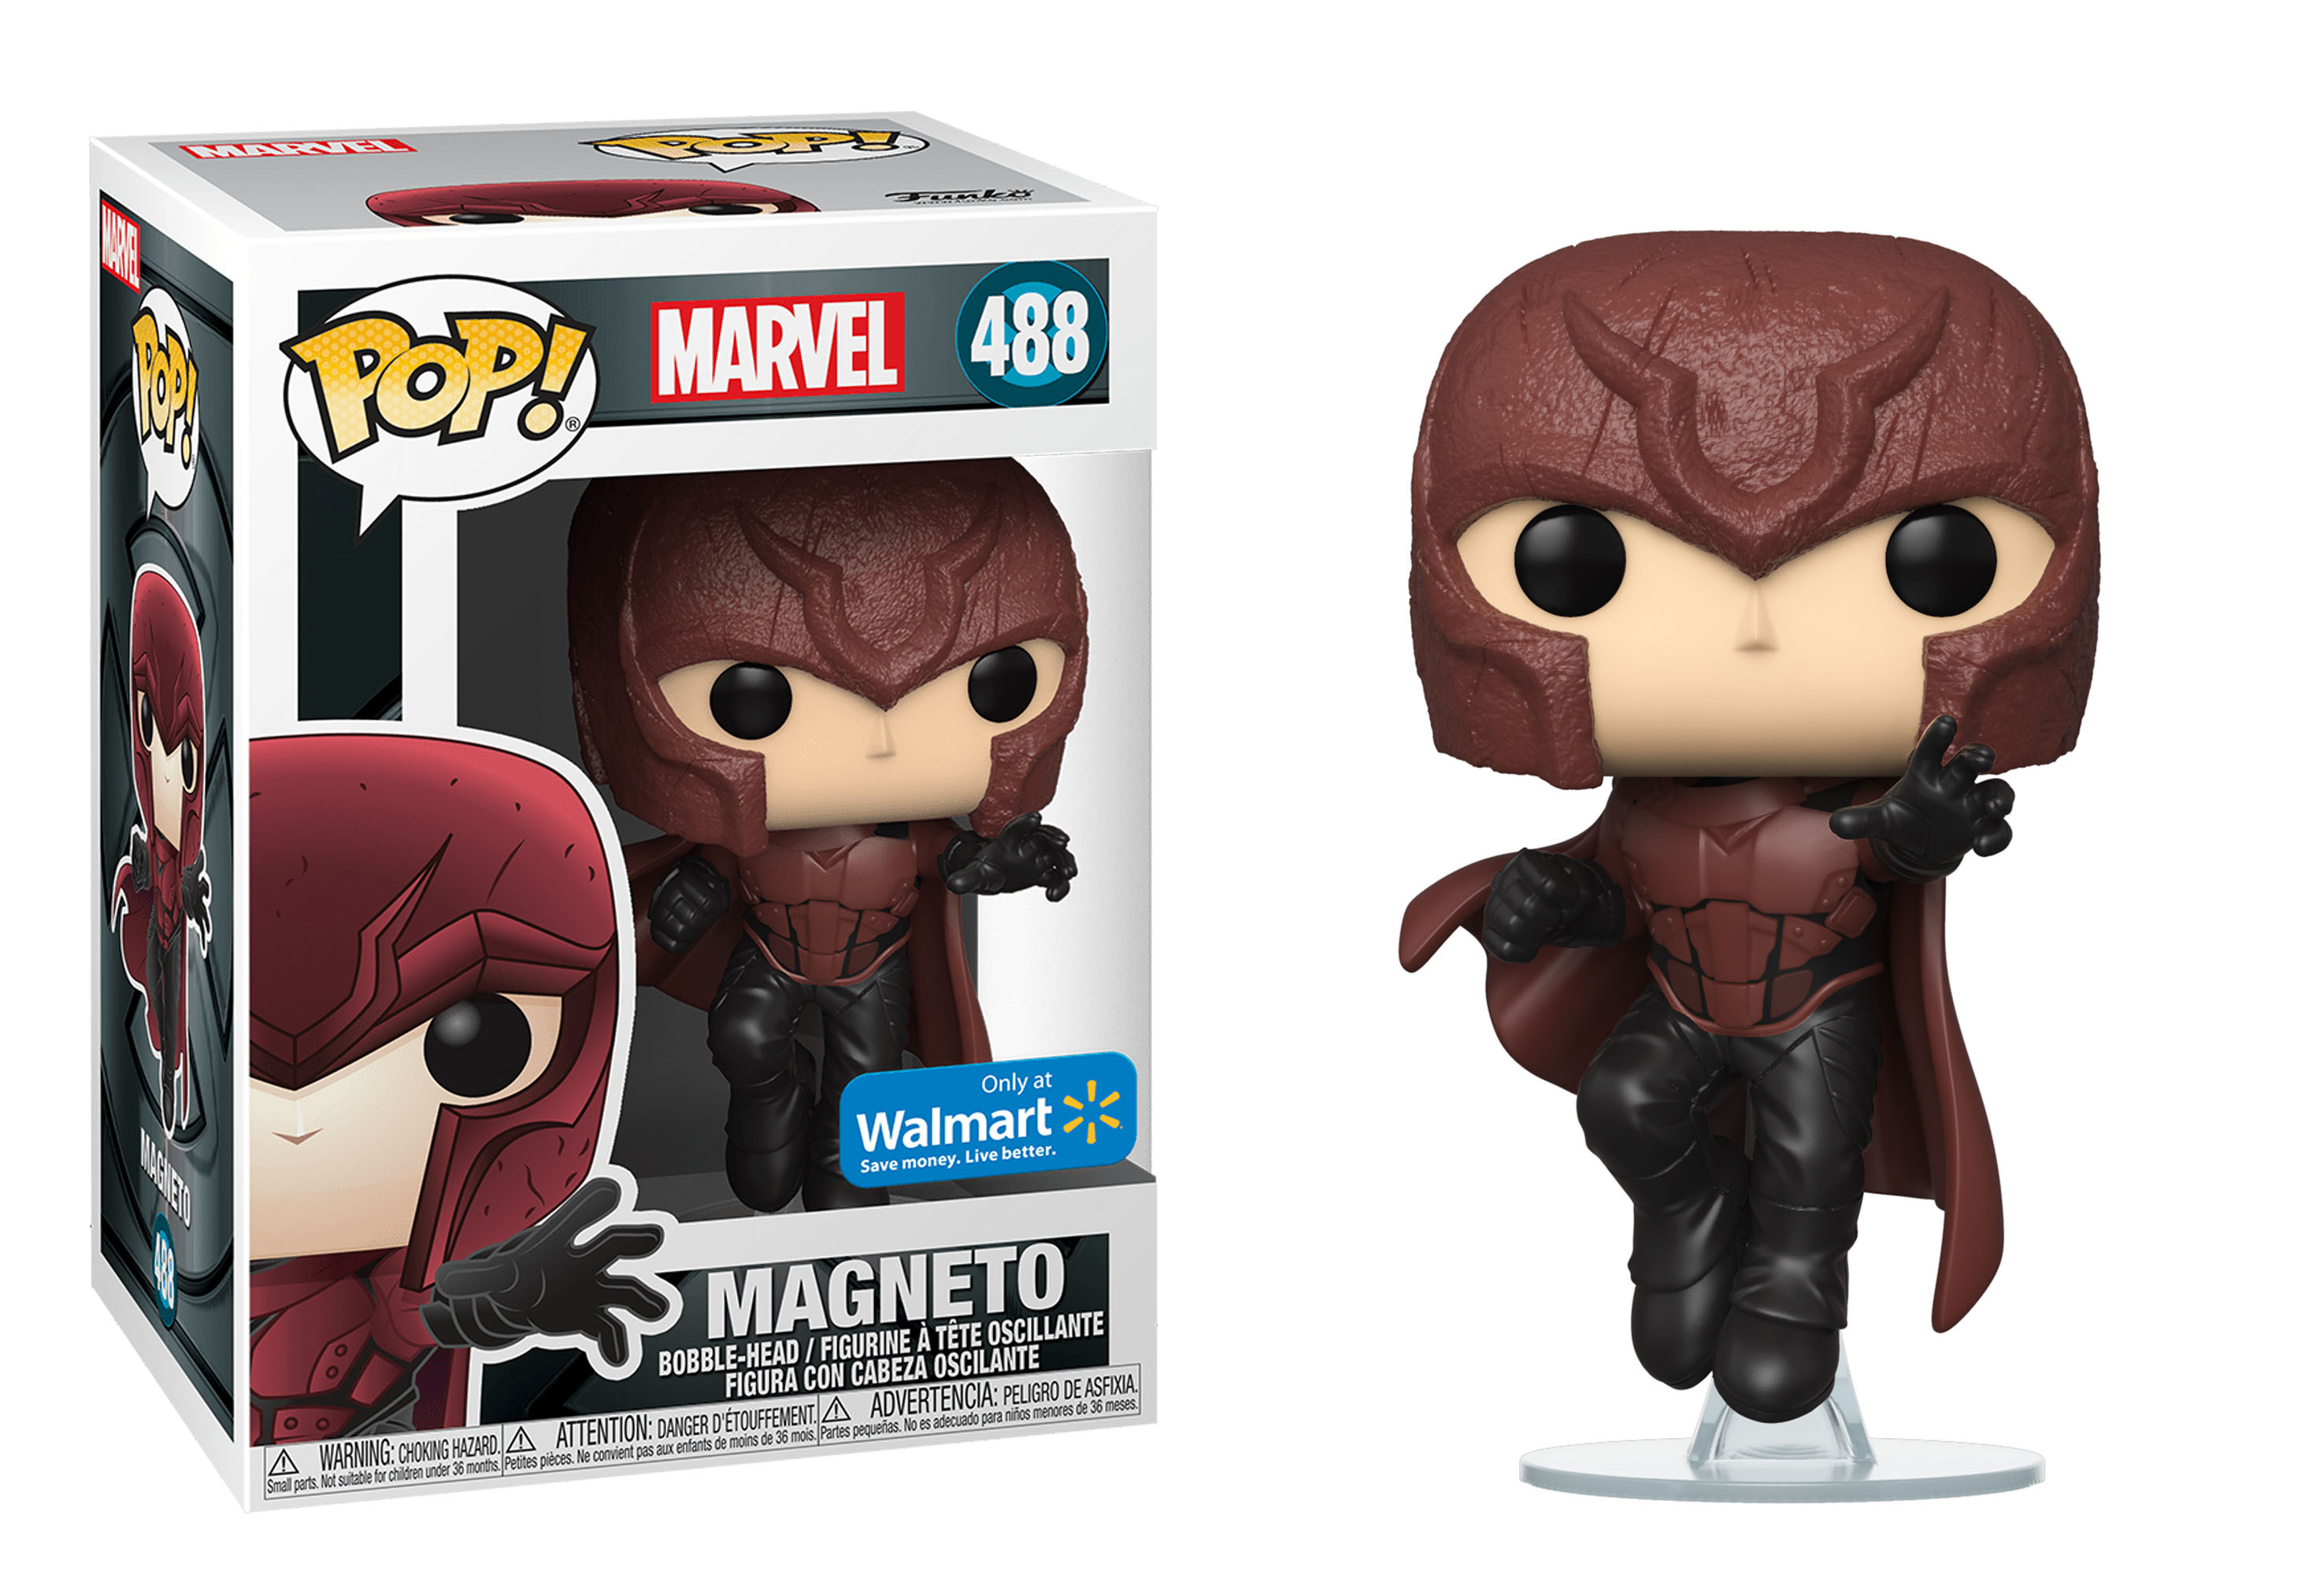 MARVEL
POP!
Funko
MARVEL
POP!
MAGNETO
488
POP!®
MARVEL
488
Only at
Walmart
Save money. Live better.
MAGNETO
BOBBLE-HEAD / FIGURINE À TÊTE OSCILLANTE
FIGURA CON CABEZA OSCILANTE
WARNING: CHOKING HAZARD.
Small parts. Not suitable for children under 36 months.
ATTENTION: DANGER D'ÉTOUFFEMENT.
Petites pièces. Ne convient pas aux enfants de moins de 36 mois.
ADVERTENCIA: PELIGRO DE ASFIXIA.
Partes pequeñas. No es adecuado para niños menores de 36 meses.